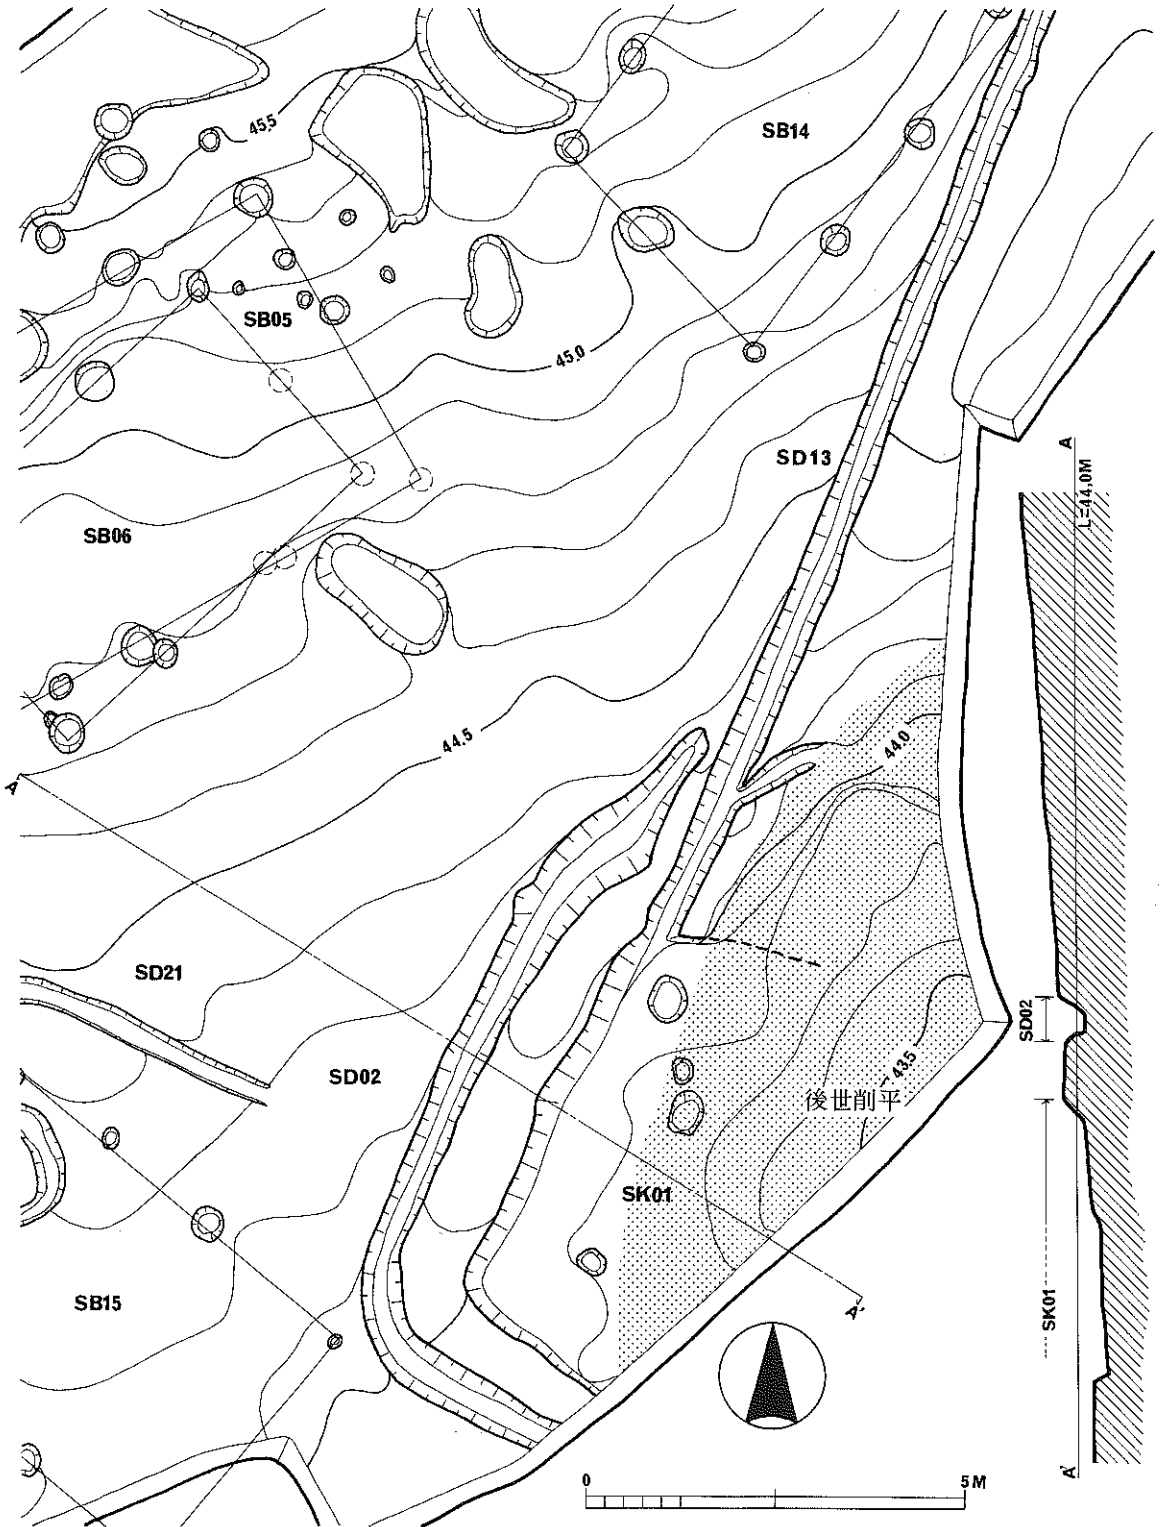 45.5
SB14
SB05
45.0
SD13
A
L=44,0M
SB06
44.5
44.0
A
SD21
SD02
SD02
43.5
後世削平
SK01
SB15
A'
SK01
0
5M
A'